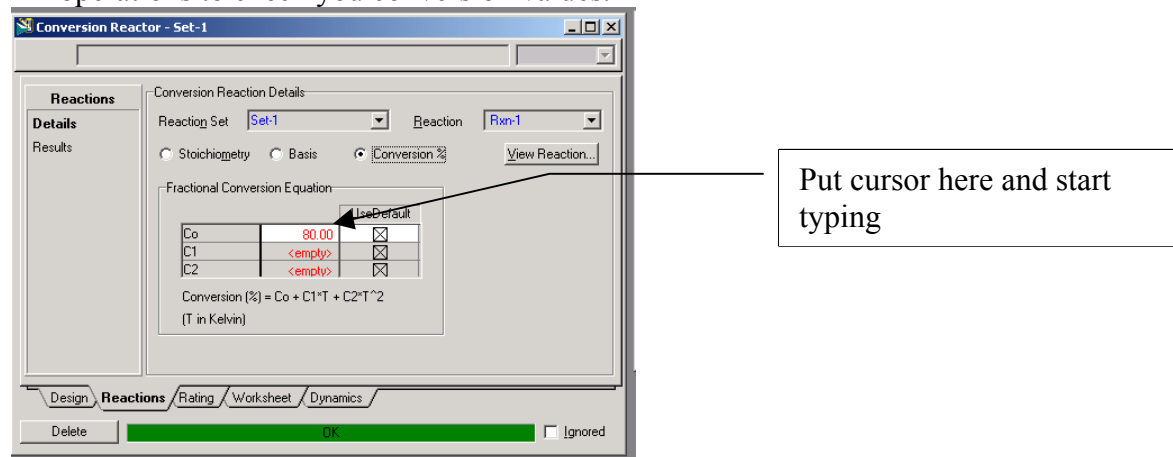 Conversion Reactor - Set-1
Reactions
Details
Results
Conversion Reaction Details
Reaction Set Set-1 Reaction Rxn-1
Stoichiometry Basis Conversion % View Reaction...
Fractional Conversion Equation
UseDefault
Co 80.00
C1 <empty>
C2 <empty>
Conversion (%) = Co + C1*T + C2*T^2
(T in Kelvin)
Design Reactions Rating Worksheet Dynamics
Delete OK Ignored
Put cursor here and start
typing